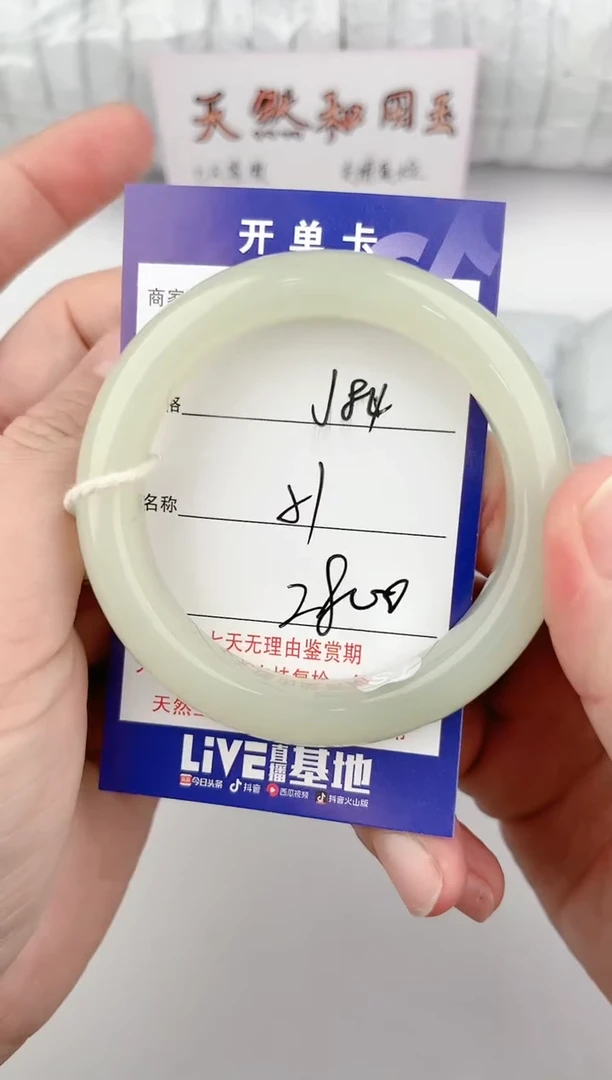 天然和田玉
开单卡
商家
格 J84
名称 81
2800
七天无理由鉴赏期
天然
LiVE直播基地
今日头条 抖音 西瓜视频 抖音火山版